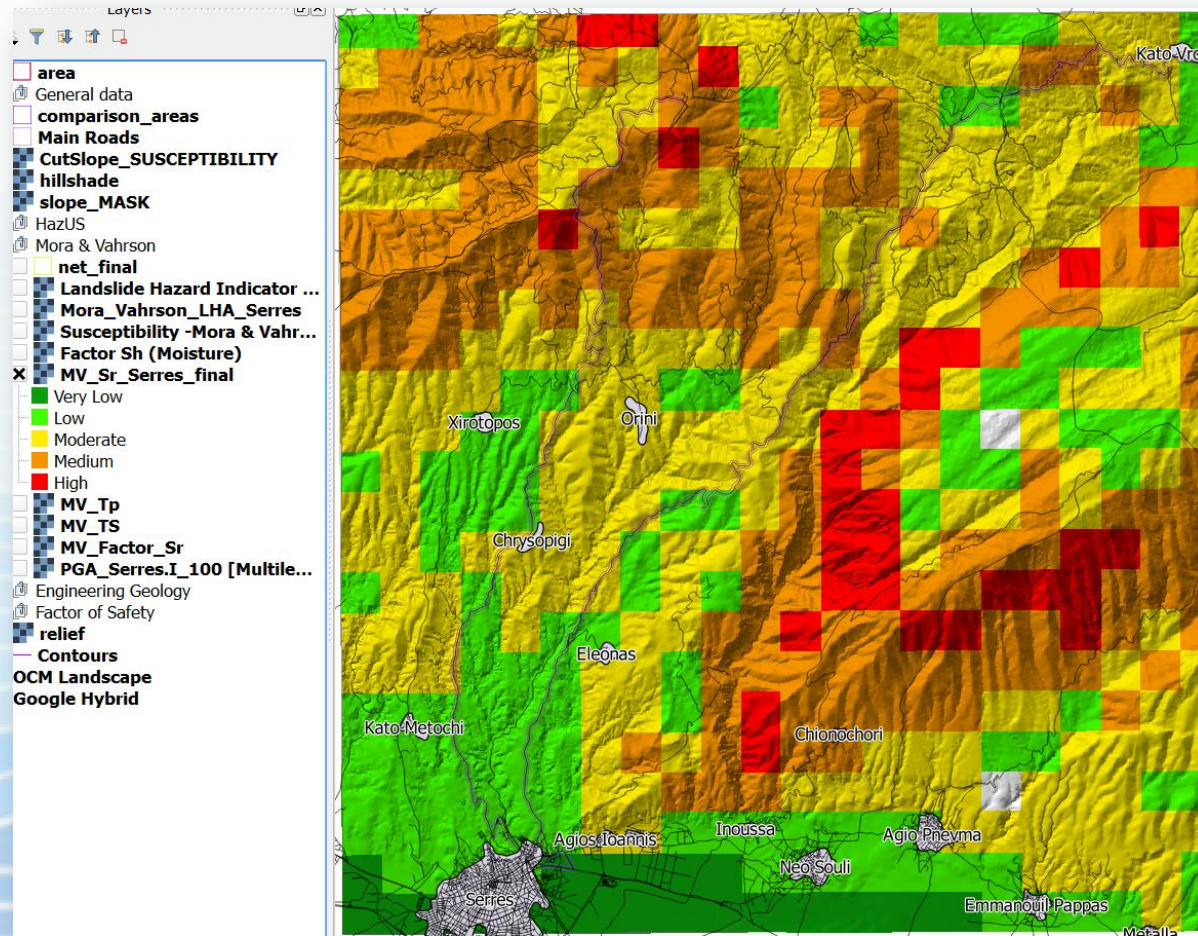 Layers
area
General data
comparison_areas
Main Roads
CutSlope_SUSCEPTIBILITY
hillshade
slope_MASK
HazUS
Mora & Vahrson
net_final
Landslide Hazard Indicator ...
Mora_Vahrson_LHA_Serres
Susceptibility -Mora & Vahr...
Factor Sh (Moisture)
MV_Sr_Serres_final
Very Low
Low
Moderate
Medium
High
MV_Tp
MV_TS
MV_Factor_Sr
PGA_Serres.I_100 [Multile...
Engineering Geology
Factor of Safety
relief
Contours
OCM Landscape
Google Hybrid
Kato Vro
Xirotopos
Orini
Chrysopigi
Eleonas
Kato Metochi
Chionochori
Agios Ioannis
Inoussa
Agio Pnevma
Neo Souli
Serres
Emmanouil Pappas
Metalla